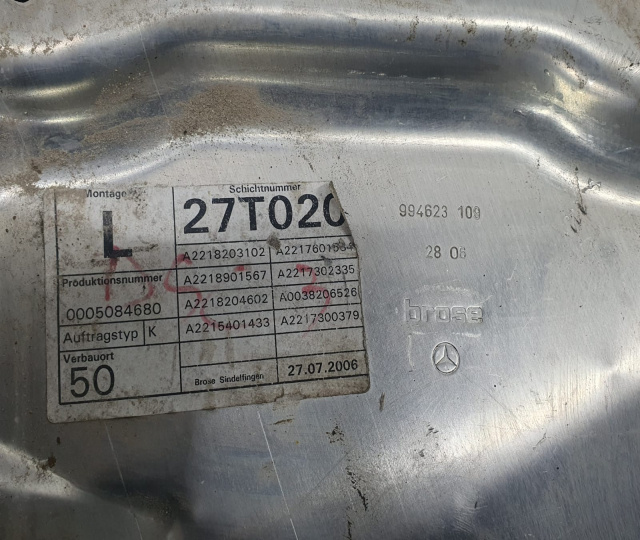 Montage
L
Schichtnummer
27T020
A2218203102 A2217601534
Produktionsnummer
0005084680
A2218901567 A2217302335
A2218204602 A0038206526
Auftragstyp K
A2215401433 A2217300379
Verbauort
50
Brose Sindelfingen
27.07.2006
994623 109
28 06
brose